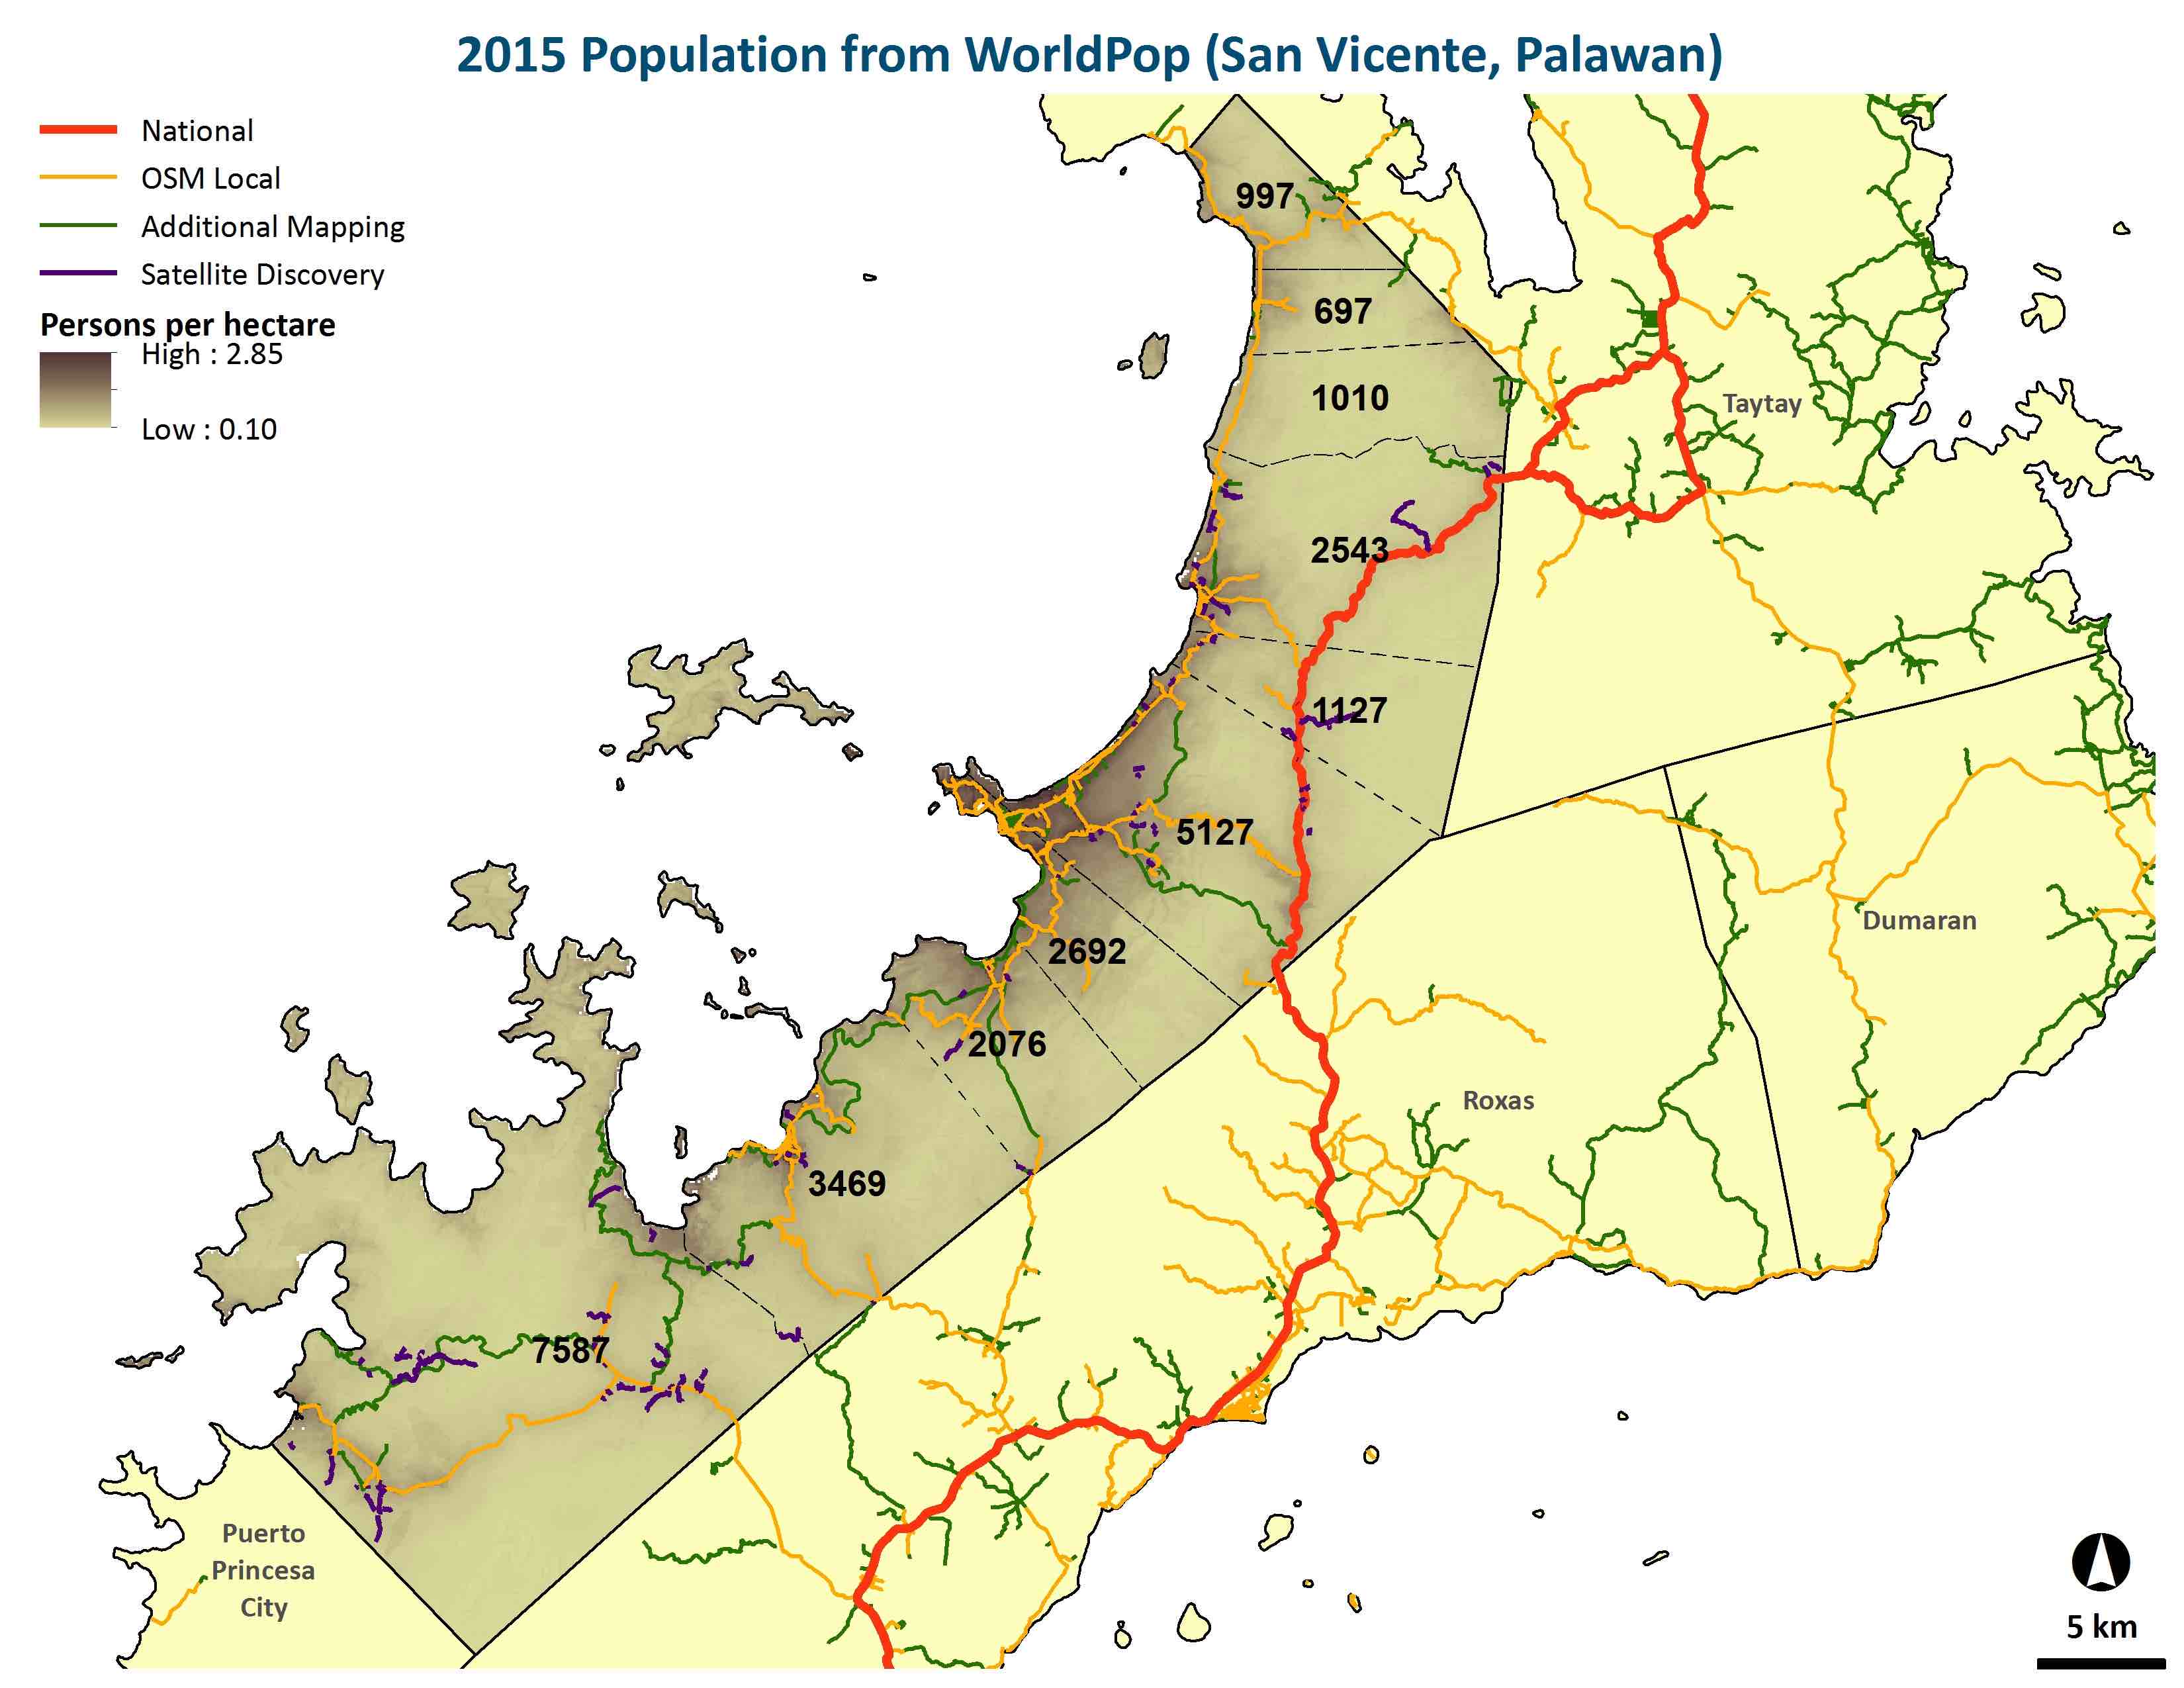 2015 Population from WorldPop (San Vicente, Palawan)
National
OSM Local
Additional Mapping
Satellite Discovery
Persons per hectare
High : 2.85
Low : 0.10
997
697
1010
Taytay
2543
1127
5127
Dumaran
2692
2076
Roxas
3469
7587
Puerto
Princesa
City
5 km